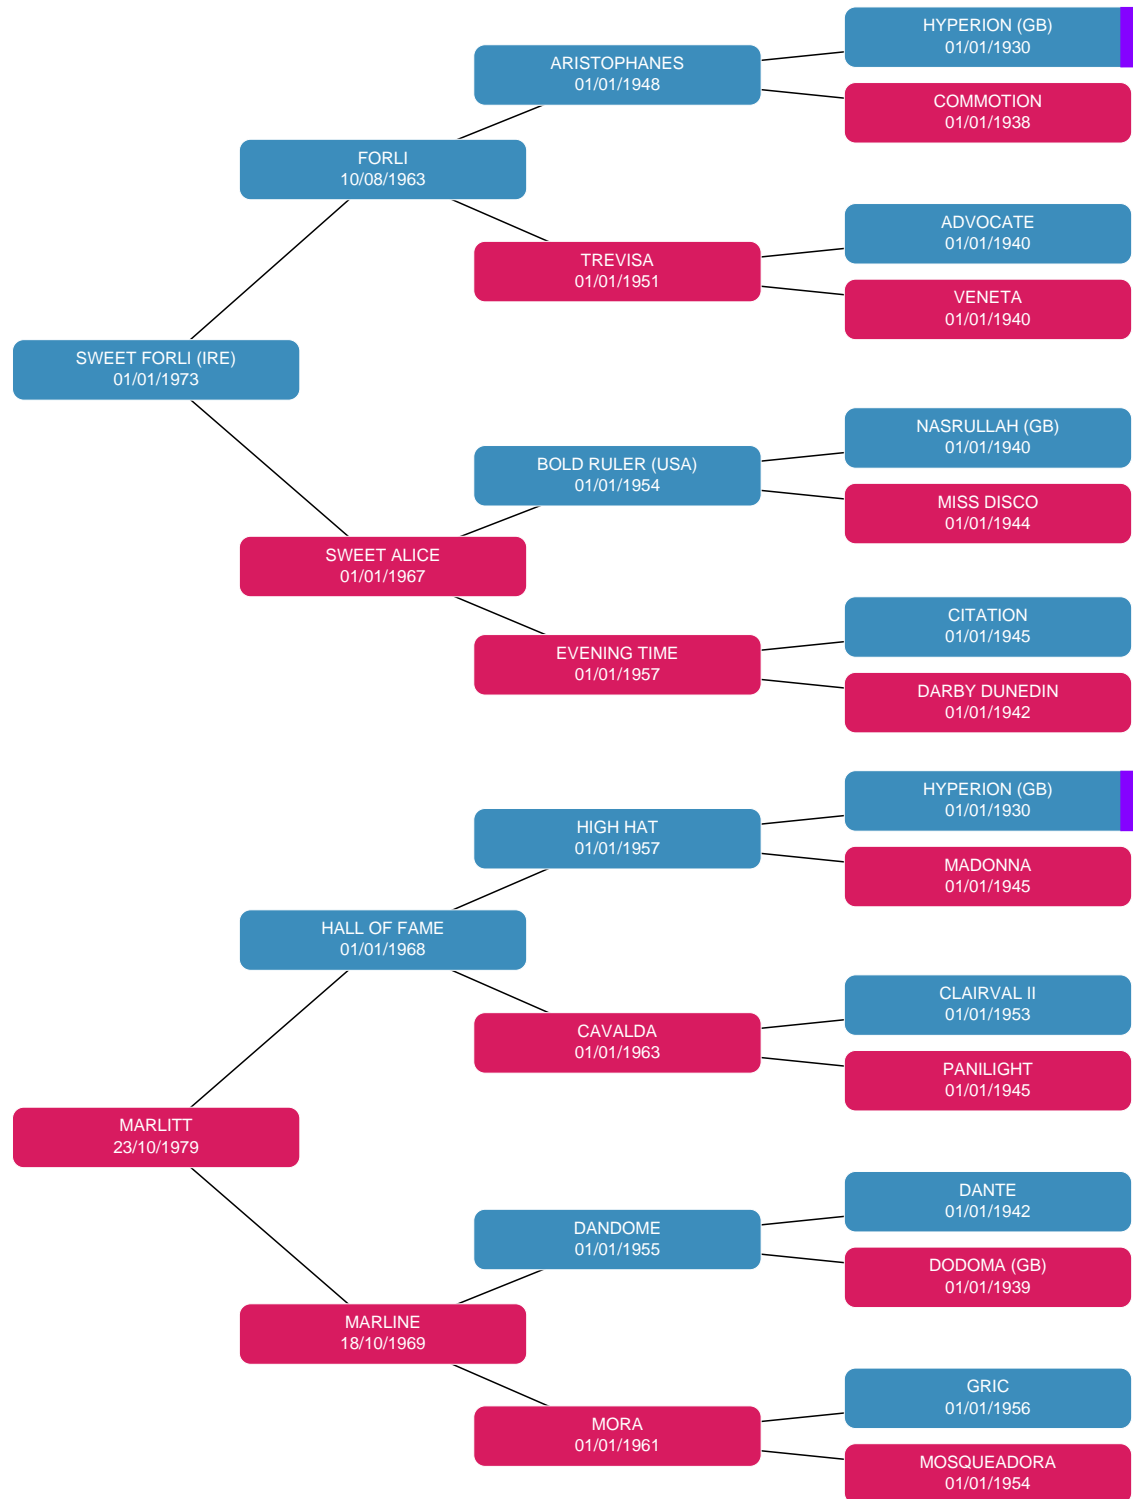 HYPERION (GB)
01/01/1930
ARISTOPHANES
01/01/1948
COMMOTION
01/01/1938
FORLI
10/08/1963
ADVOCATE
01/01/1940
TREVISA
01/01/1951
VENETA
01/01/1940
SWEET FORLI (IRE)
01/01/1973
NASRULLAH (GB)
01/01/1940
BOLD RULER (USA)
01/01/1954
MISS DISCO
01/01/1944
SWEET ALICE
01/01/1967
CITATION
01/01/1945
EVENING TIME
01/01/1957
DARBY DUNEDIN
01/01/1942
HYPERION (GB)
01/01/1930
HIGH HAT
01/01/1957
MADONNA
01/01/1945
HALL OF FAME
01/01/1968
CLAIRVAL II
01/01/1953
CAVALDA
01/01/1963
PANILIGHT
01/01/1945
MARLITT
23/10/1979
DANTE
01/01/1942
DANDOME
01/01/1955
DODOMA (GB)
01/01/1939
MARLINE
18/10/1969
GRIC
01/01/1956
MORA
01/01/1961
MOSQUEADORA
01/01/1954